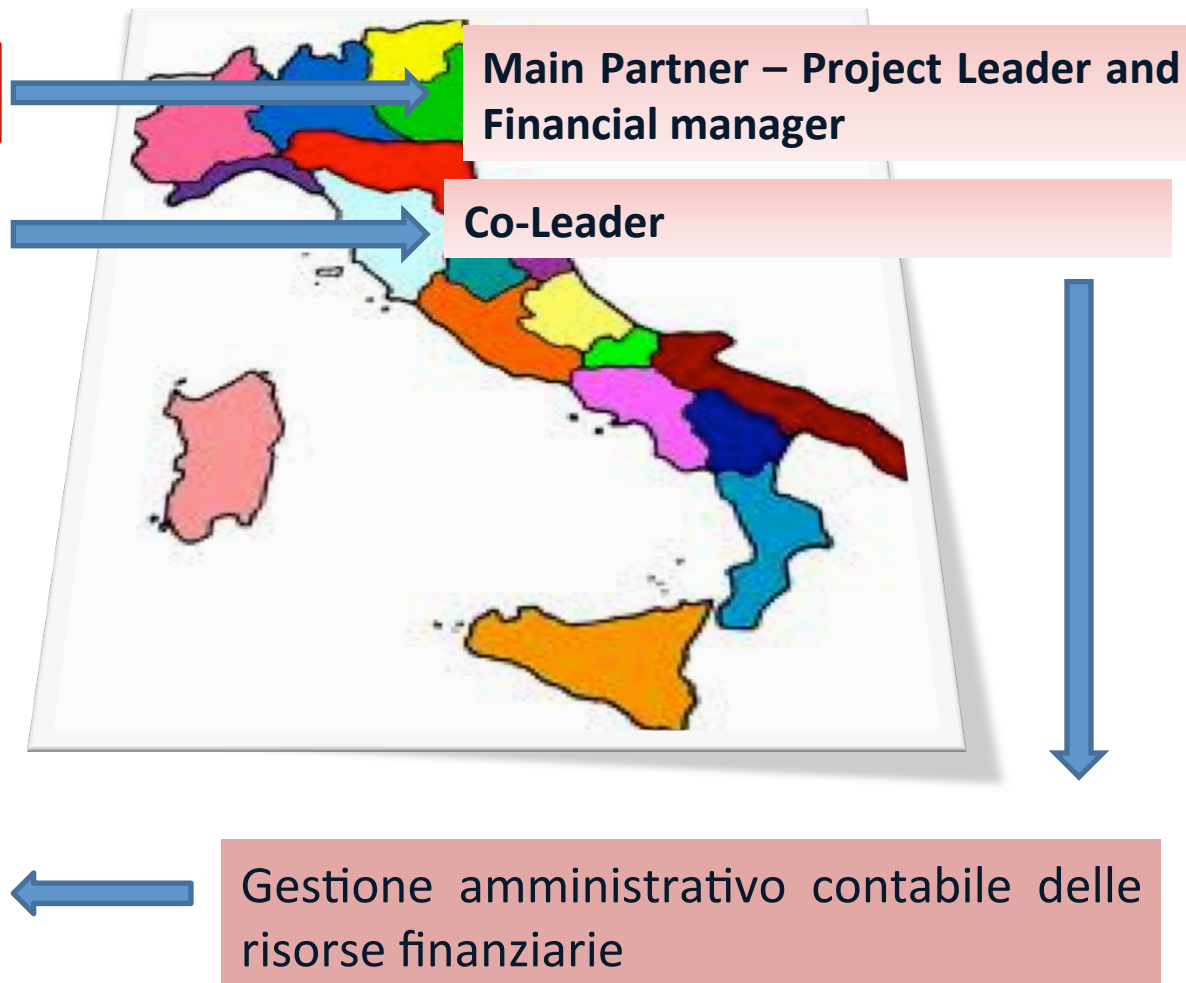 Main Partner – Project Leader and
Financial manager
Co-Leader
Gestione amministrativo contabile delle
risorse finanziarie